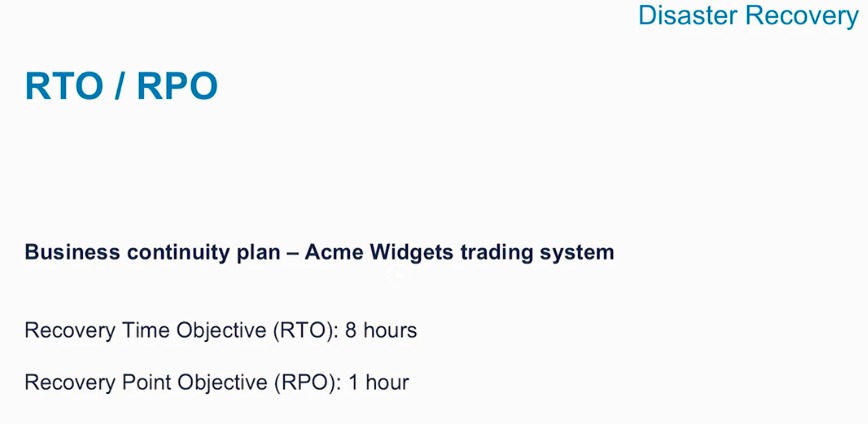 Disaster Recovery
RTO / RPO
Business continuity plan – Acme Widgets trading system
Recovery Time Objective (RTO): 8 hours
Recovery Point Objective (RPO): 1 hour